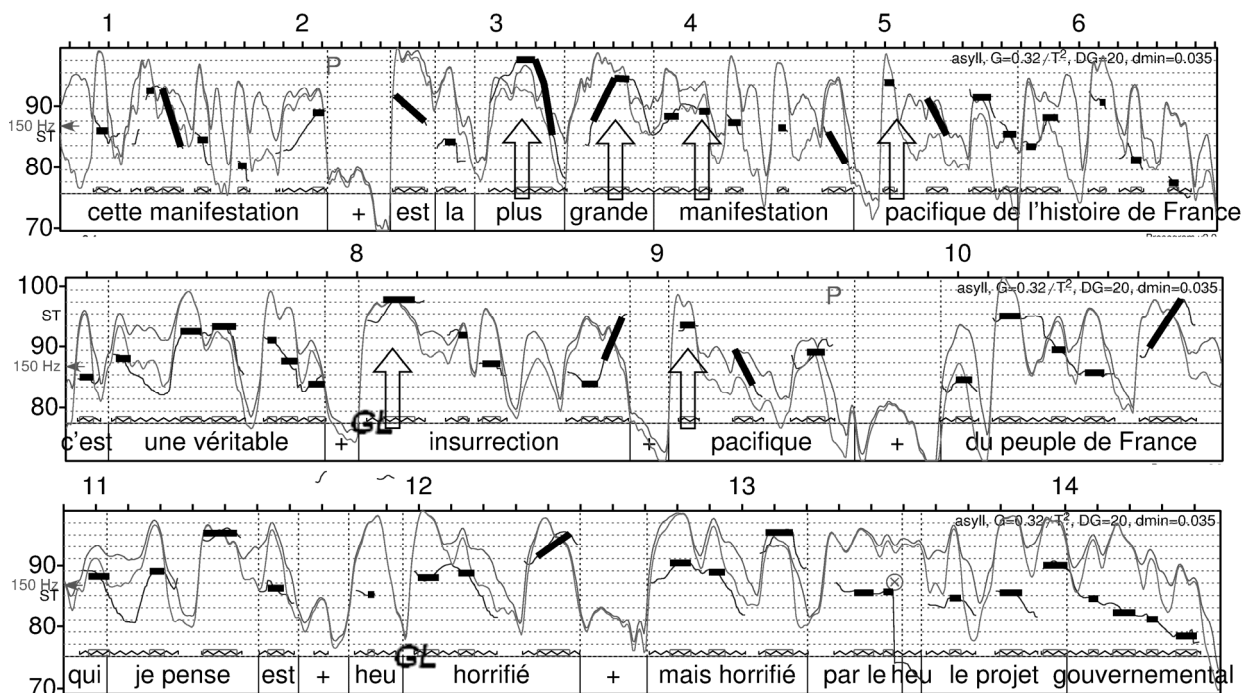 1 2 3 4 5 6
P asyll, G=0.32/T², DG=20, dmin=0.035
90
150 Hz
ST
80
cette manifestation + est la plus grande manifestation pacifique de l'histoire de France
70
8 9 10
100 P asyll, G=0.32/T², DG=20, dmin=0.035
ST
90
150 Hz
80
GL
c'est une véritable + insurrection + pacifique + du peuple de France
11 12 13 14
asyll, G=0.32/T², DG=20, dmin=0.035
90
150 Hz
ST
80
GL
qui je pense est + heu horrifié + mais horrifié par le heu le projet gouvernemental
70